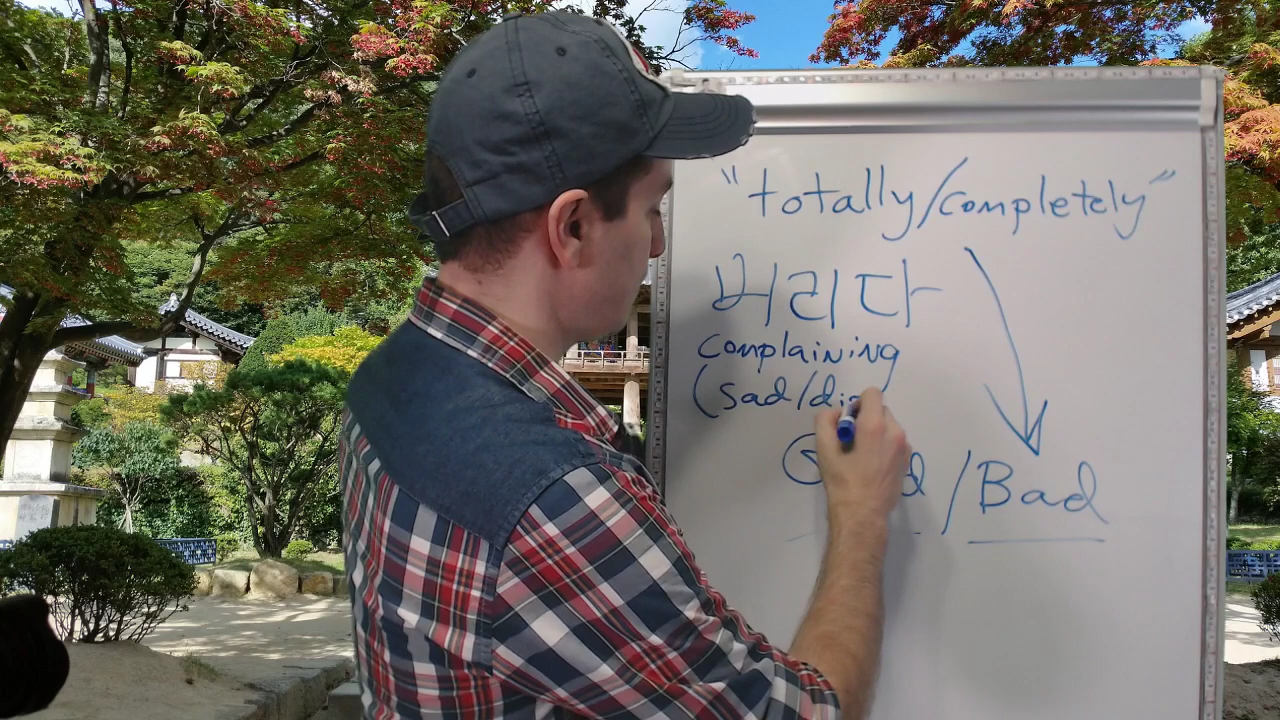 "totally/completely"
버리다
complaining
(sad/di
/Bad